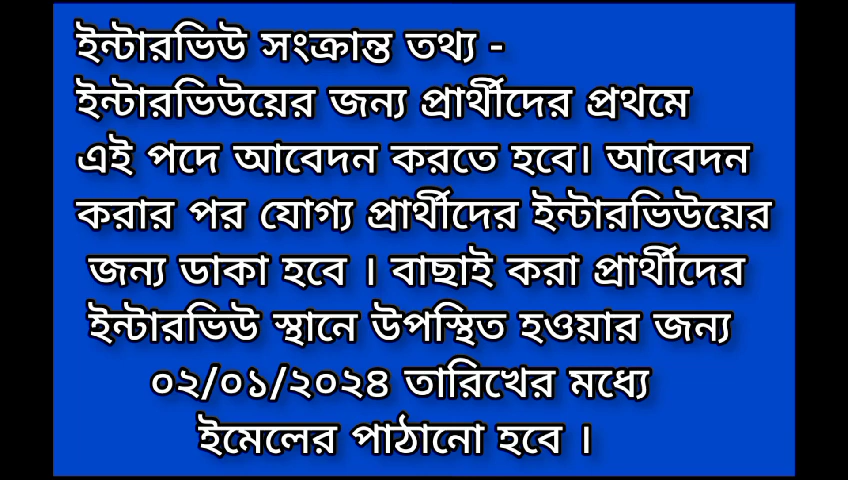 ইন্টারভিউ সংক্রান্ত তথ্য -
ইন্টারভিউয়ের জন্য প্রার্থীদের প্রথমে
এই পদে আবেদন করতে হবে। আবেদন
করার পর যোগ্য প্রার্থীদের ইন্টারভিউয়ের
জন্য ডাকা হবে । বাছাই করা প্রার্থীদের
ইন্টারভিউ স্থানে উপস্থিত হওয়ার জন্য
০২/০১/২০২৪ তারিখের মধ্যে
ইমেলের পাঠানো হবে ।